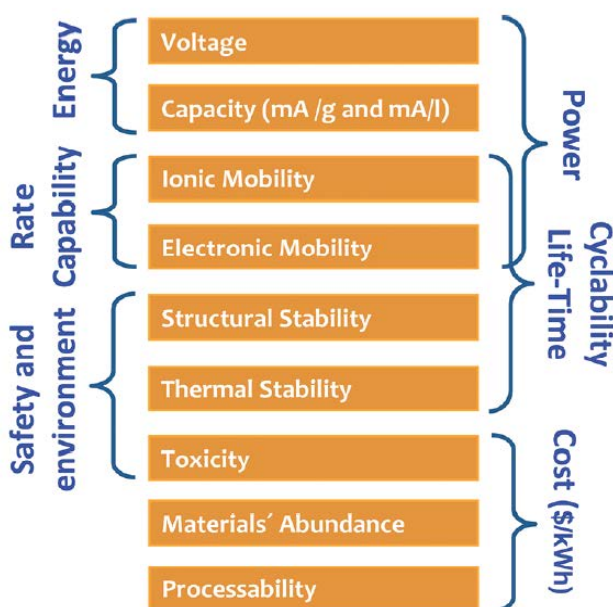 Energy
Rate
Capability
Safety and
environment
Voltage
Capacity (mA /g and mA/l)
Ionic Mobility
Electronic Mobility
Structural Stability
Thermal Stability
Toxicity
Materials´ Abundance
Processability
Power
Cyclability
Life-Time
Cost ($/kWh)